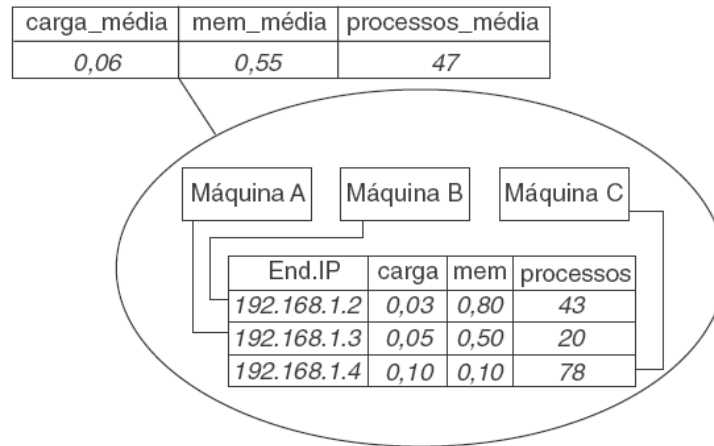 carga_média mem_média processos_média
0,06 0,55 47
Máquina A Máquina B Máquina C
End.IP carga mem processos
192.168.1.2 0,03 0,80 43
192.168.1.3 0,05 0,50 20
192.168.1.4 0,10 0,10 78